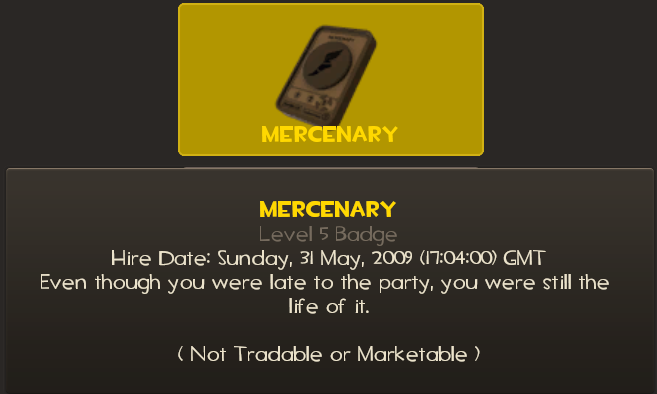 MERCENARY
MERCENARY
Level 5 Badge
Hire Date: Sunday, 31 May, 2009 (17:04:00) GMT
Even though you were late to the party, you were still the
life of it.
( Not Tradable or Marketable )